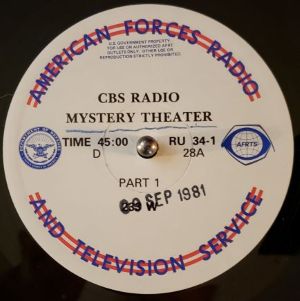 AMERICAN FORCES RADIO
U.S. GOVERNMENT PROPERTY
FOR USE ON AUTHORIZED AFRT
OUTLETS ONLY. OTHER USE OR
REPRODUCTION STRICTLY PROHIBITED.
CBS RADIO
MYSTERY THEATER
TIME 45:00 RU 34-1
D 28A
AFRTS
PART 1
SEP 1981
AND TELEVISION SERVICE